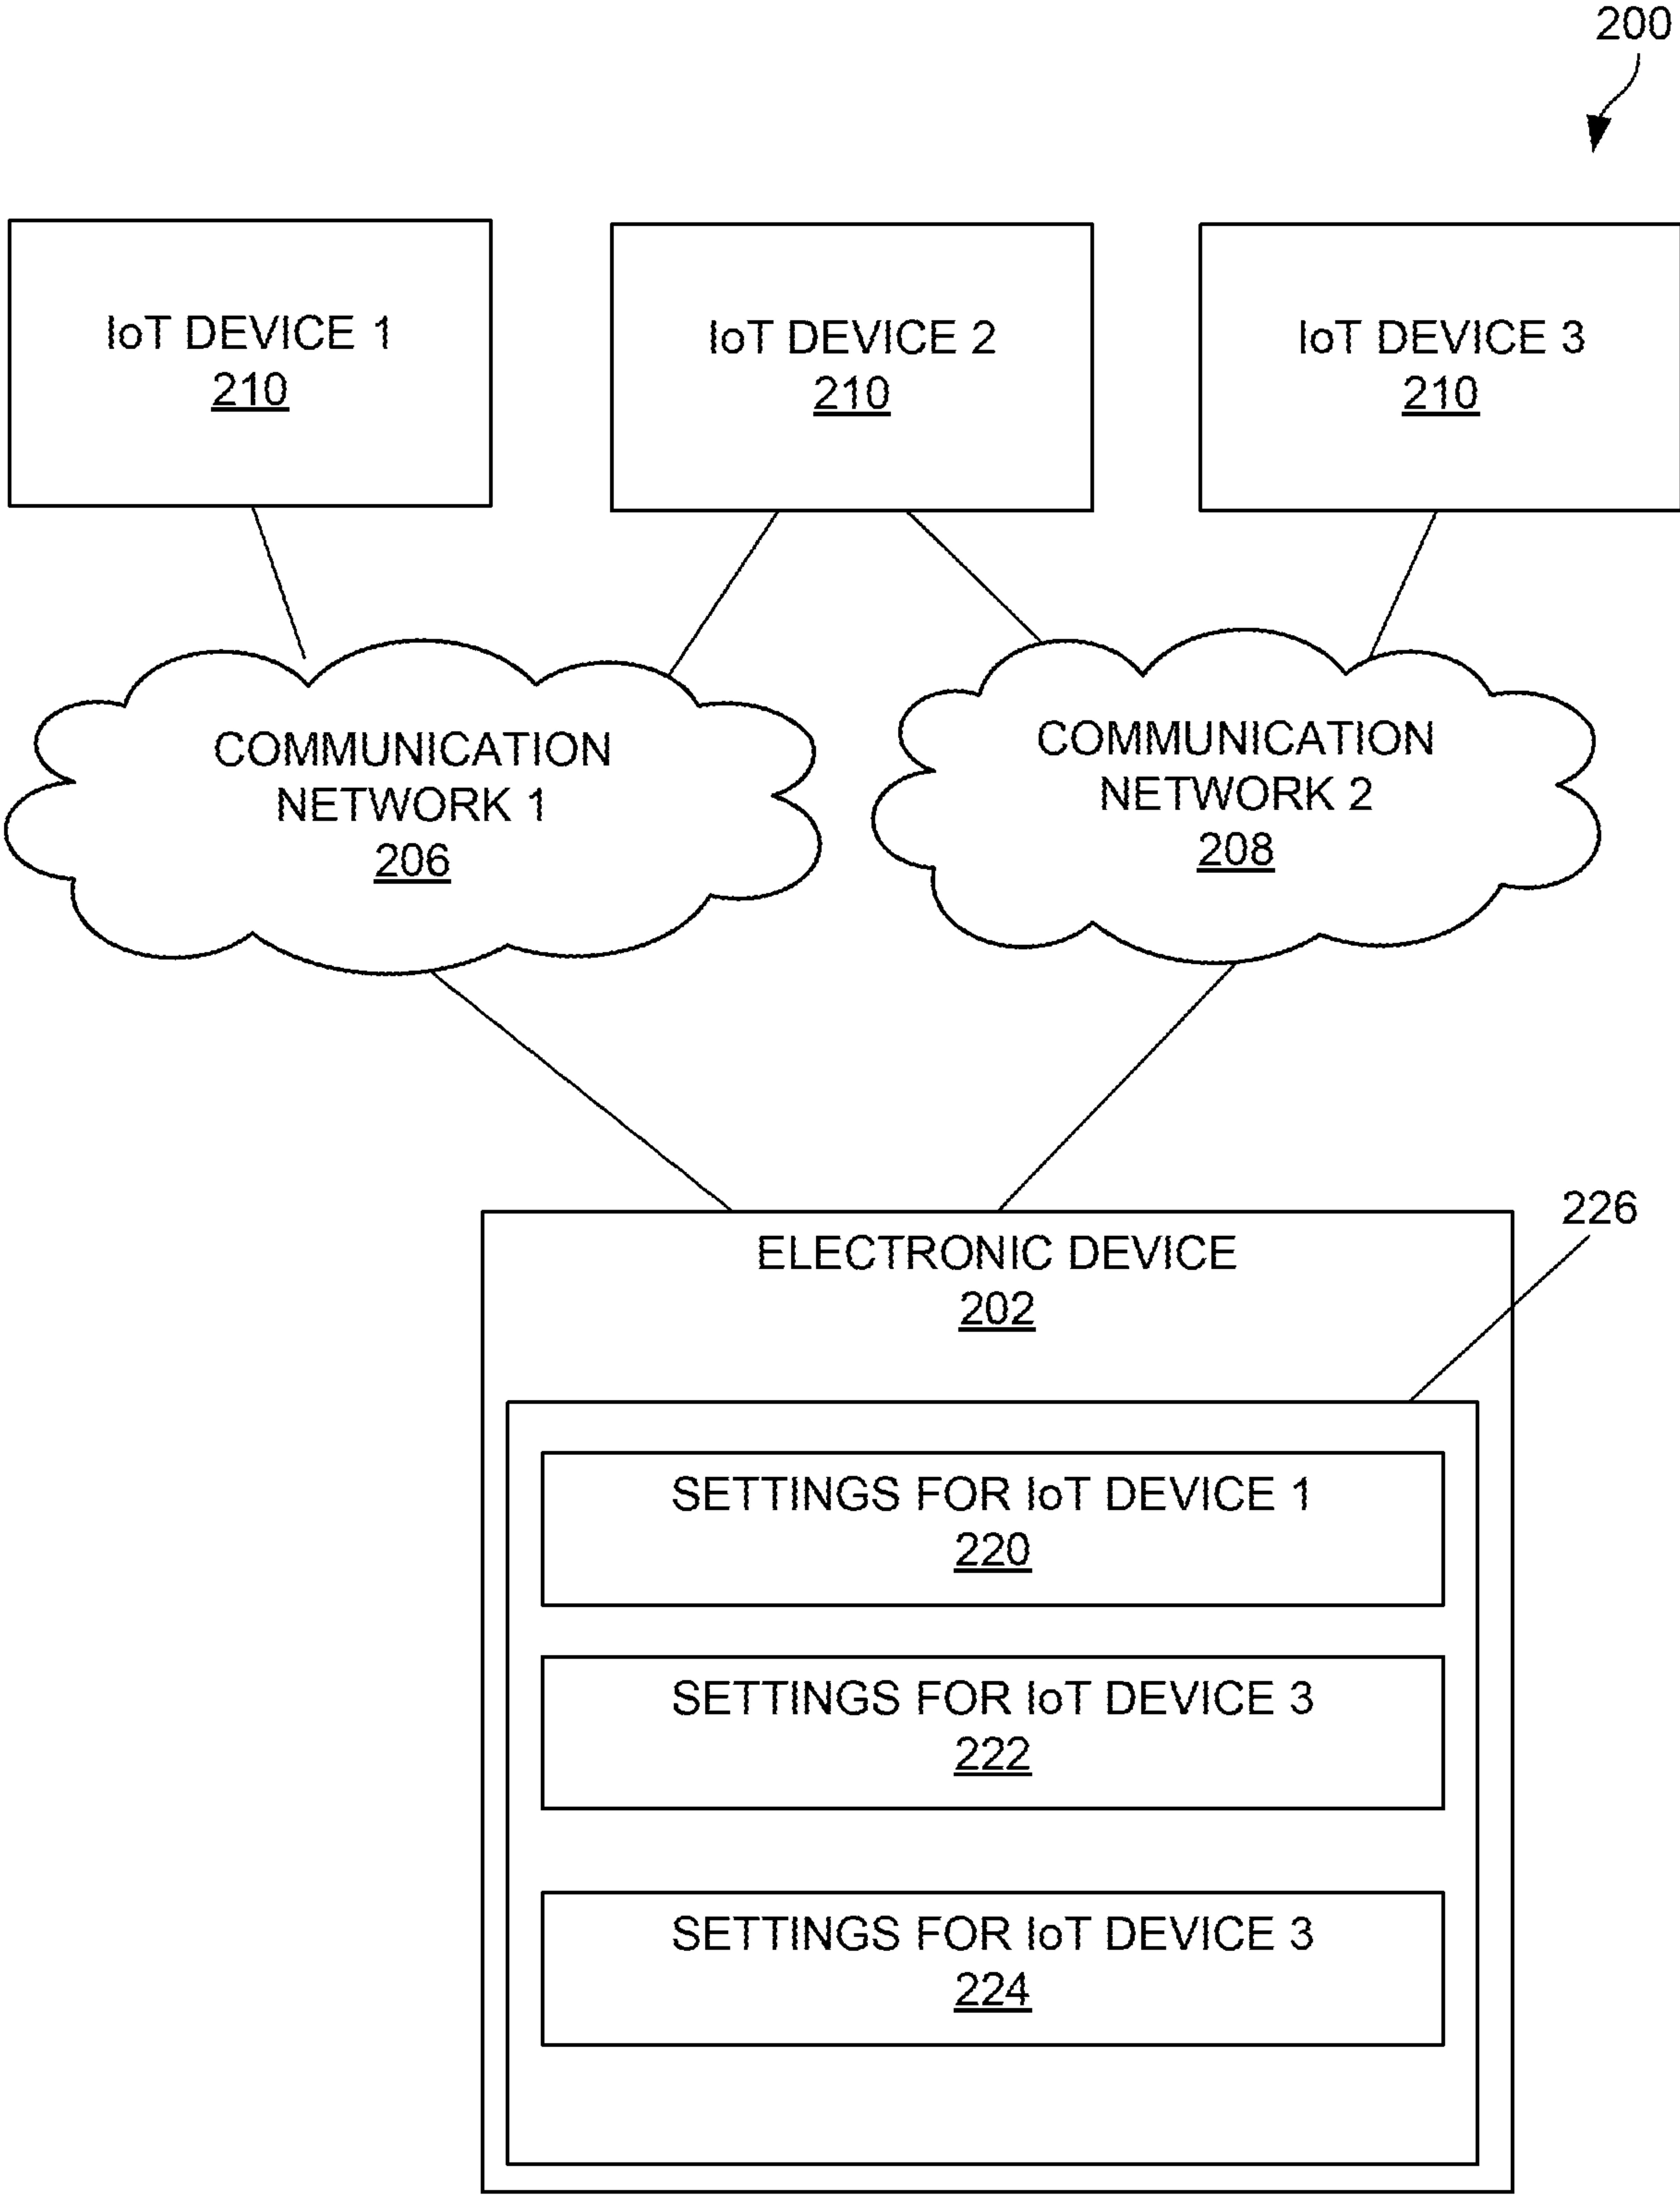 200
IoT DEVICE 1
210
IoT DEVICE 2
210
IoT DEVICE 3
210
COMMUNICATION
NETWORK 1
206
COMMUNICATION
NETWORK 2
208
226
ELECTRONIC DEVICE
202
SETTINGS FOR IoT DEVICE 1
220
SETTINGS FOR IoT DEVICE 3
222
SETTINGS FOR IoT DEVICE 3
224